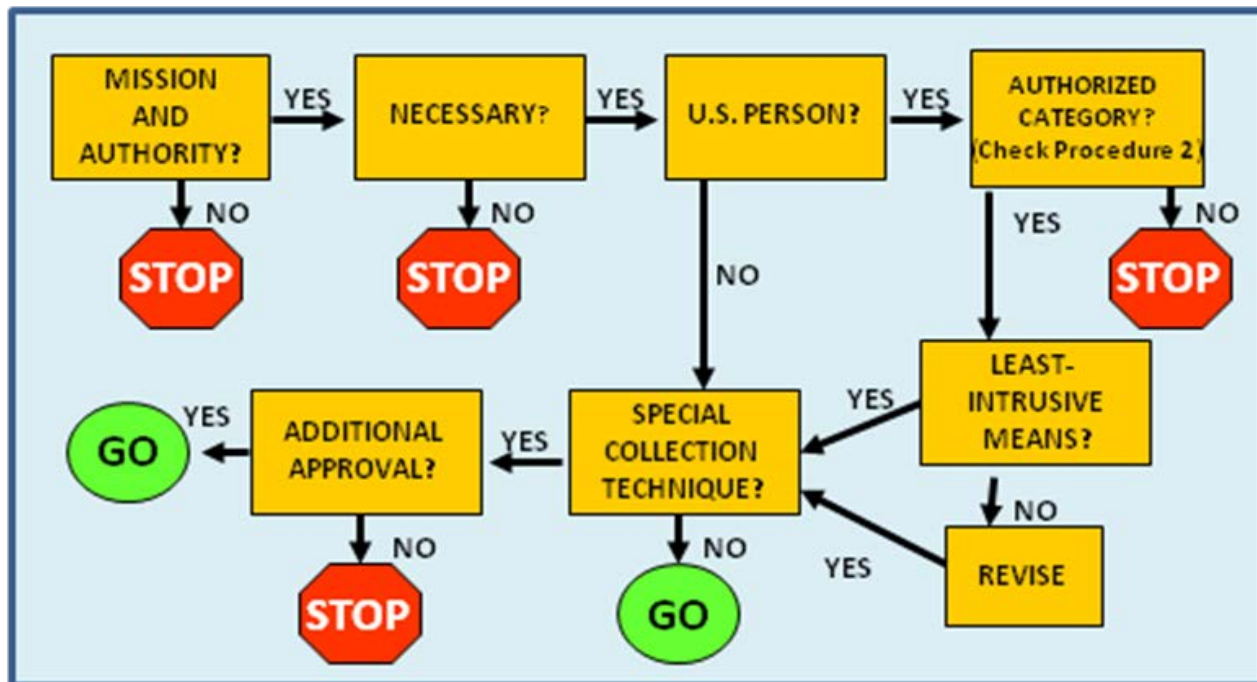 MISSION
AND
AUTHORITY?
YES
NECESSARY?
YES
U.S. PERSON?
YES
AUTHORIZED
CATEGORY?
(Check Procedure 2)
NO
STOP
NO
STOP
NO
YES
NO
STOP
LEAST-
INTRUSIVE
MEANS?
YES
NO
REVISE
YES
SPECIAL
COLLECTION
TECHNIQUE?
YES
NO
GO
ADDITIONAL
APPROVAL?
YES
GO
NO
STOP